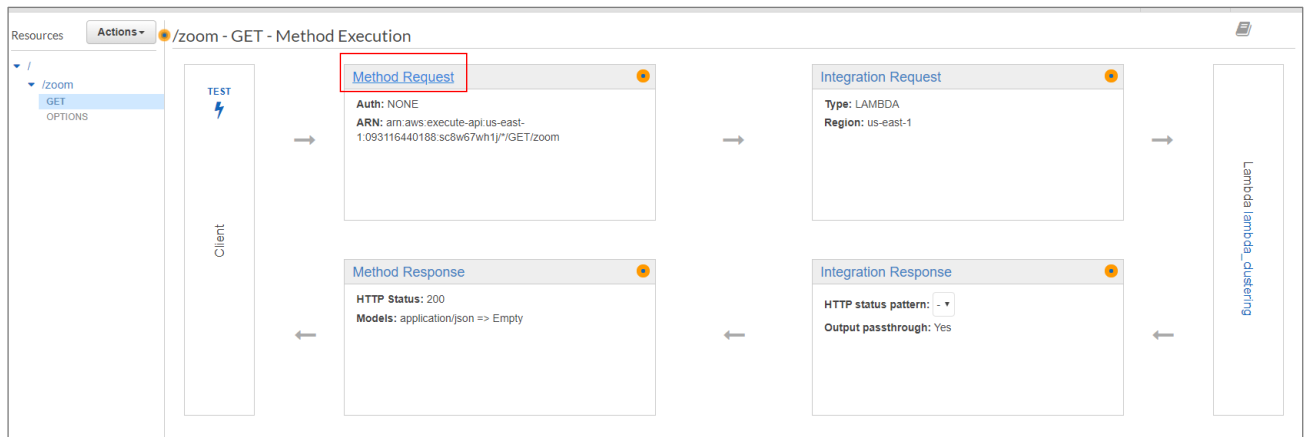 Resources
Actions
/zoom - GET - Method Execution
/
/zoom
GET
OPTIONS
TEST
Client
Method Request
Auth: NONE
ARN: arn:aws:execute-api:us-east-
1:093116440188:sc8w67wh1j/*/GET/zoom
Integration Request
Type: LAMBDA
Region: us-east-1
Lambda lambda_clustering
Method Response
HTTP Status: 200
Models: application/json => Empty
Integration Response
HTTP status pattern: -
Output passthrough: Yes